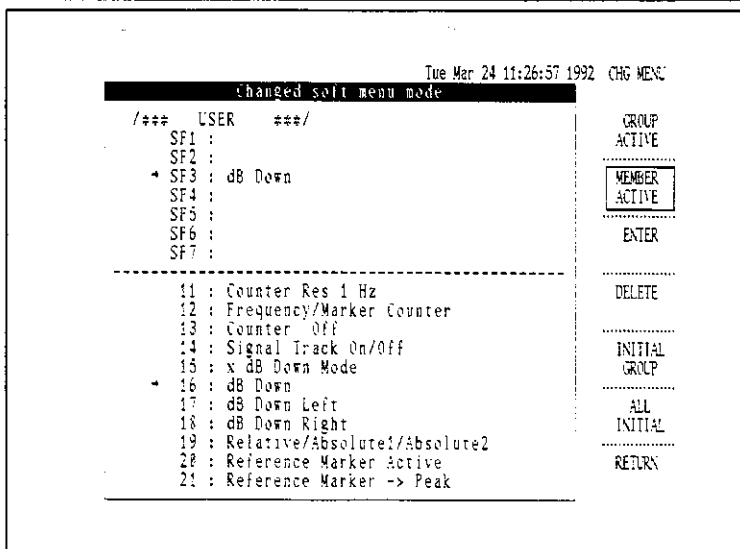 Tue Mar 24 11:26:57 1992 CHG MENU
Changed soft menu mode
/*** USER ***/
SF1 :
SF2 :
→ SF3 : dB Down
SF4 :
SF5 :
SF6 :
SF7 :
11 : Counter Res 1 Hz
12 : Frequency/Marker Counter
13 : Counter Off
14 : Signal Track On/Off
15 : x dB Down Mode
→ 16 : dB Down
17 : dB Down Left
18 : dB Down Right
19 : Relative/Absolute1/Absolute2
20 : Reference Marker Active
21 : Reference Marker -> Peak
GROUP
ACTIVE
MEMBER
ACTIVE
ENTER
DELETE
INITIAL
GROUP
ALL
INITIAL
RETURN